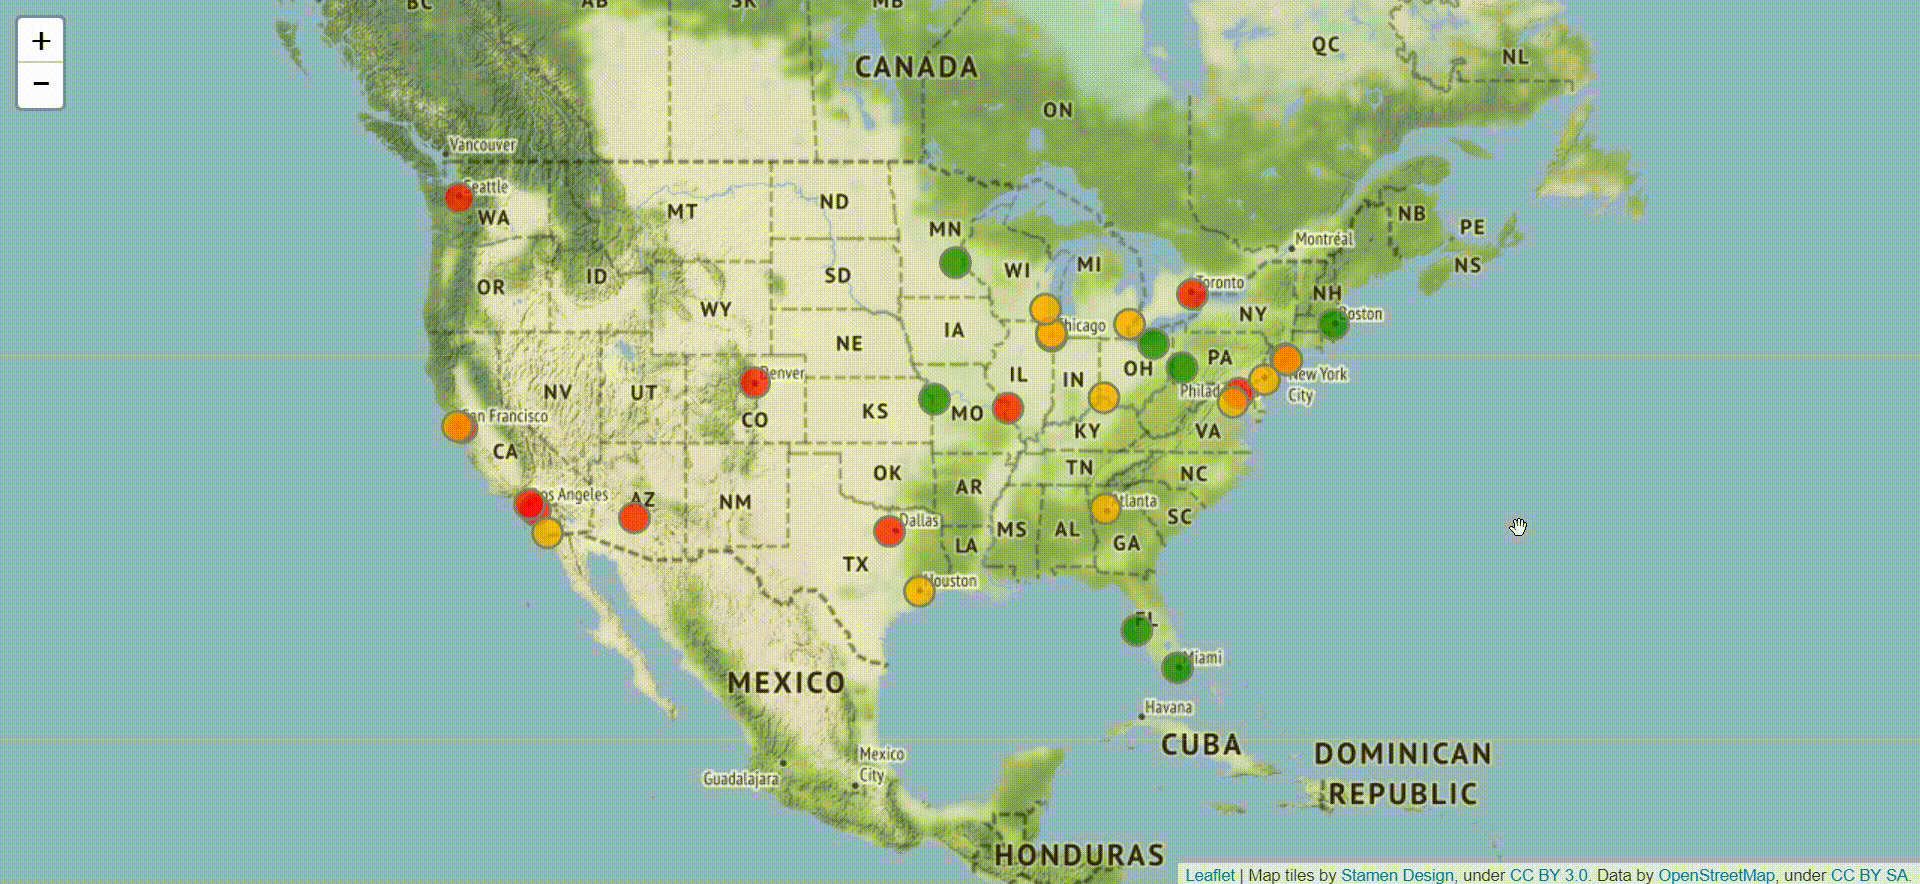 BC
AB
SK
MB
+
−
CANADA
QC
NL
ON
Vancouver
Seattle
WA
MT
ND
MN
NB
PE
Montréal
NS
OR
ID
SD
WI
MI
Toronto
NH
WY
NE
IA
Chicago
NY
Boston
NV
UT
Denver
CO
KS
MO
IL
IN
OH
PA
Philad
New York
City
San Francisco
CA
KY
VA
OK
AR
TN
NC
Los Angeles
AZ
NM
Dallas
TX
LA
MS
AL
Atlanta
SC
GA
Houston
FL
Miami
MEXICO
Havana
CUBA
DOMINICAN
REPUBLIC
Guadalajara
Mexico
City
HONDURAS
Leaflet | Map tiles by Stamen Design, under CC BY 3.0. Data by OpenStreetMap, under CC BY SA.